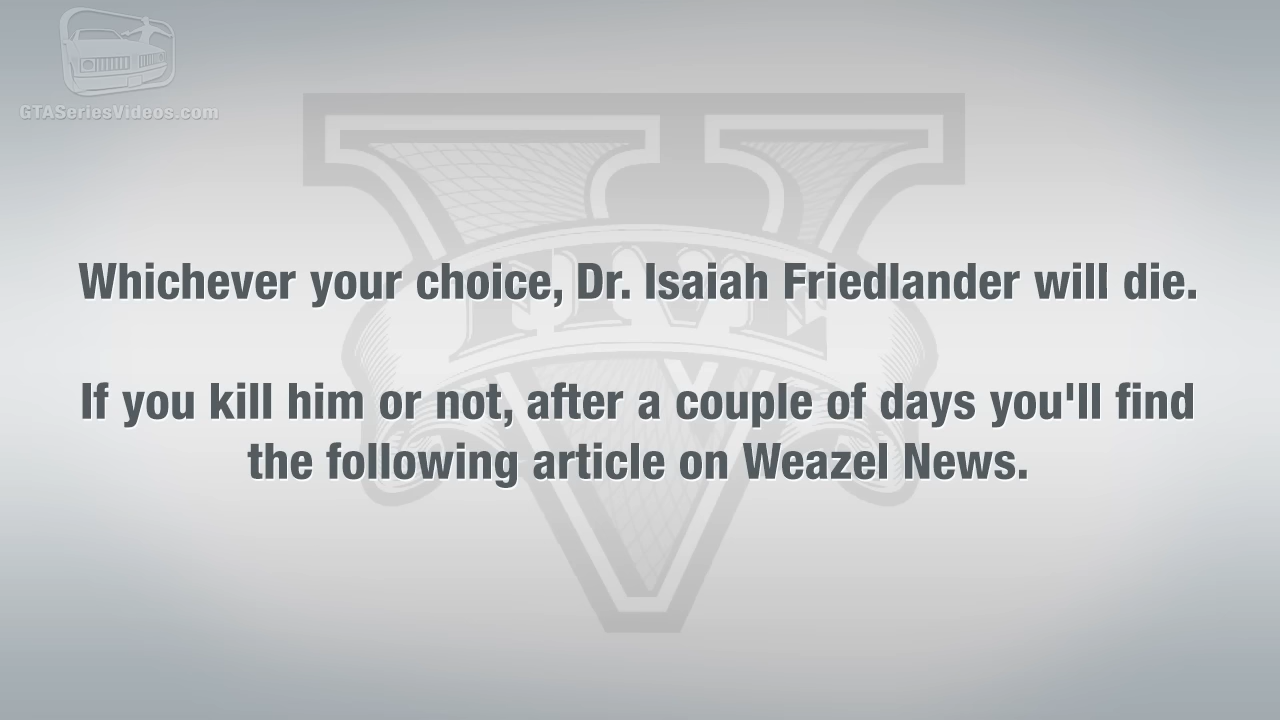 GTASeriesVideos.com
FIVE
Whichever your choice, Dr. Isaiah Friedlander will die.
If you kill him or not, after a couple of days you'll find
the following article on Weazel News.